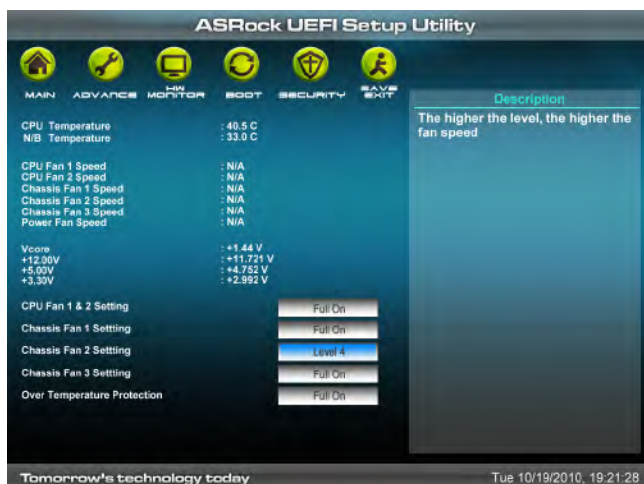 ASRock UEFI Setup Utility
MAIN
ADVANCE
HW MONITOR
BOOT
SECURITY
SAVE EXIT
Description
The higher the level, the higher the
fan speed
CPU Temperature : 40.5 C
N/B Temperature : 33.0 C
CPU Fan 1 Speed : N/A
CPU Fan 2 Speed : N/A
Chassis Fan 1 Speed : N/A
Chassis Fan 2 Speed : N/A
Chassis Fan 3 Speed : N/A
Power Fan Speed : N/A
Vcore : +1.44 V
+12.00V : +11.721 V
+5.00V : +4.752 V
+3.30V : +2.992 V
CPU Fan 1 & 2 Setting Full On
Chassis Fan 1 Settting Full On
Chassis Fan 2 Settting Level 4
Chassis Fan 3 Settting Full On
Over Temperature Protection Full On
Tomorrow's technology today
Tue 10/19/2010, 19:21:28